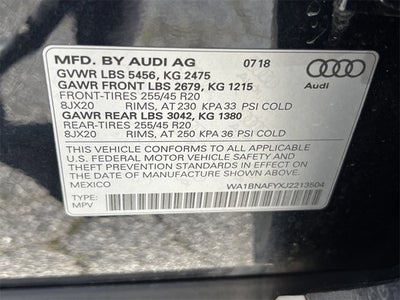 MFD. BY AUDI AG 0718
GVWR LBS 5456, KG 2475
GAWR FRONT LBS 2679, KG 1215
FRONT-TIRES 255/45 R20
8JX20 RIMS, AT 230 KPA 33 PSI COLD
GAWR REAR LBS 3042, KG 1380
REAR-TIRES 255/45 R20
8JX20 RIMS, AT 250 KPA 36 PSI COLD
Audi
THIS VEHICLE CONFORMS TO ALL APPLICABLE
U.S. FEDERAL MOTOR VEHICLE SAFETY AND
THEFT PREVENTION STANDARDS IN EFFECT
ON THE DATE OF MANUFACTURE SHOWN ABOVE.
MEXICO WA1BNAFYXJ2213504
TYPE:
MPV